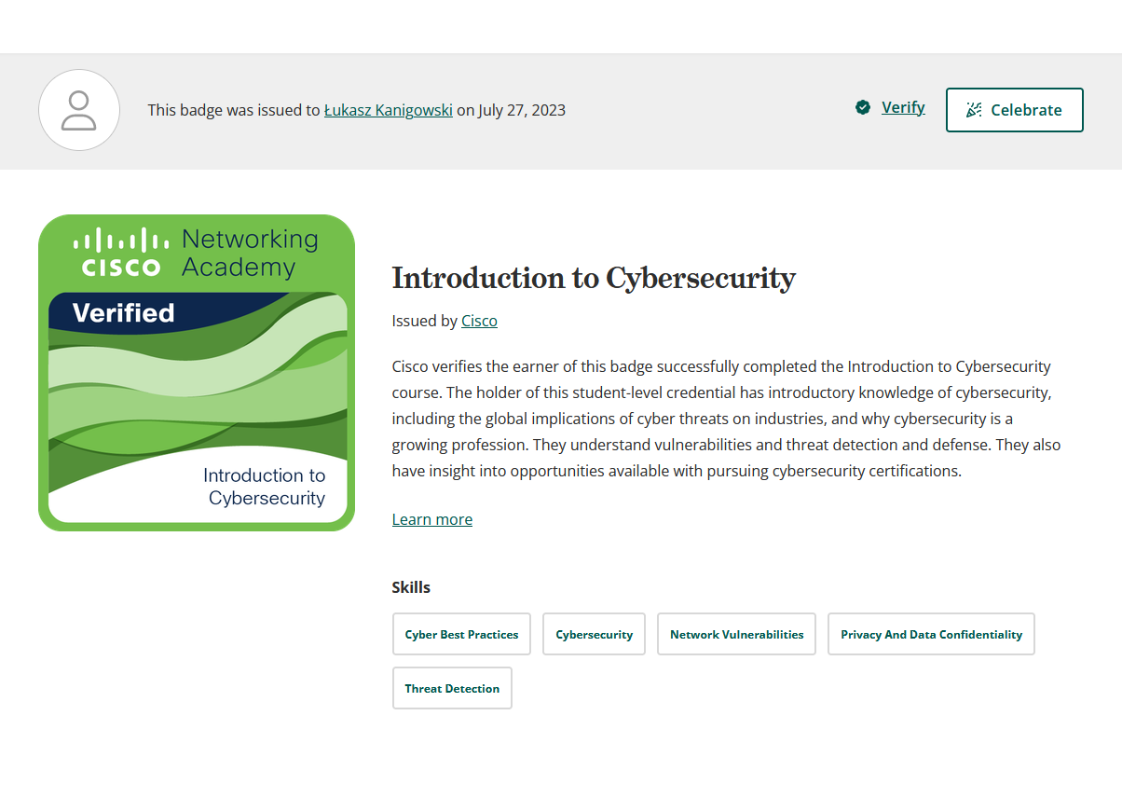 This badge was issued to Łukasz Kanigowski on July 27, 2023
Verify
Celebrate
CISCO
Networking
Academy
Verified
Introduction to
Cybersecurity
Introduction to Cybersecurity
Issued by Cisco
Cisco verifies the earner of this badge successfully completed the Introduction to Cybersecurity
course. The holder of this student-level credential has introductory knowledge of cybersecurity,
including the global implications of cyber threats on industries, and why cybersecurity is a
growing profession. They understand vulnerabilities and threat detection and defense. They also
have insight into opportunities available with pursuing cybersecurity certifications.
Learn more
Skills
Cyber Best Practices
Cybersecurity
Network Vulnerabilities
Privacy And Data Confidentiality
Threat Detection